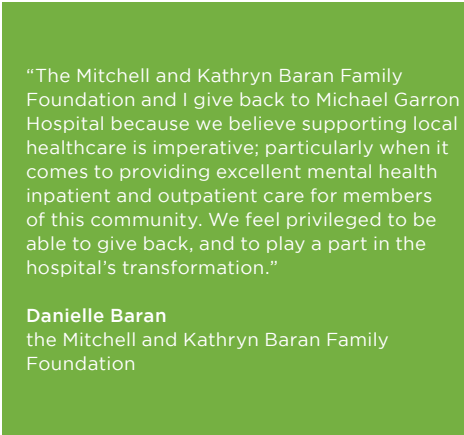 “The Mitchell and Kathryn Baran Family
Foundation and I give back to Michael Garron
Hospital because we believe supporting local
healthcare is imperative; particularly when it
comes to providing excellent mental health
inpatient and outpatient care for members
of this community. We feel privileged to be
able to give back, and to play a part in the
hospital’s transformation.”
Danielle Baran
the Mitchell and Kathryn Baran Family
Foundation